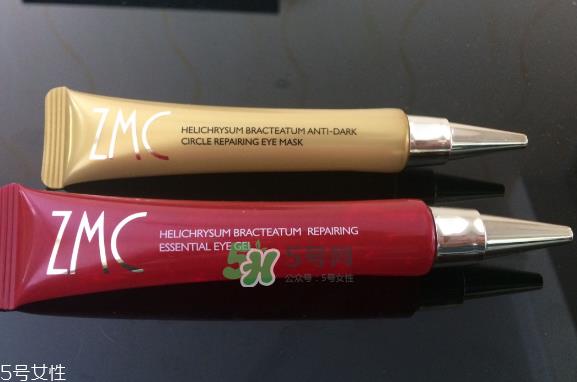 ZMC
HELICHRYSUM BRACTEATUM ANTI-DARK
CIRCLE REPAIRING EYE MASK
ZMC
HELICHRYSUM BRACTEATUM REPAIRING
ESSENTIAL EYE GEL
5号网
公众号：5号女性
5号女性